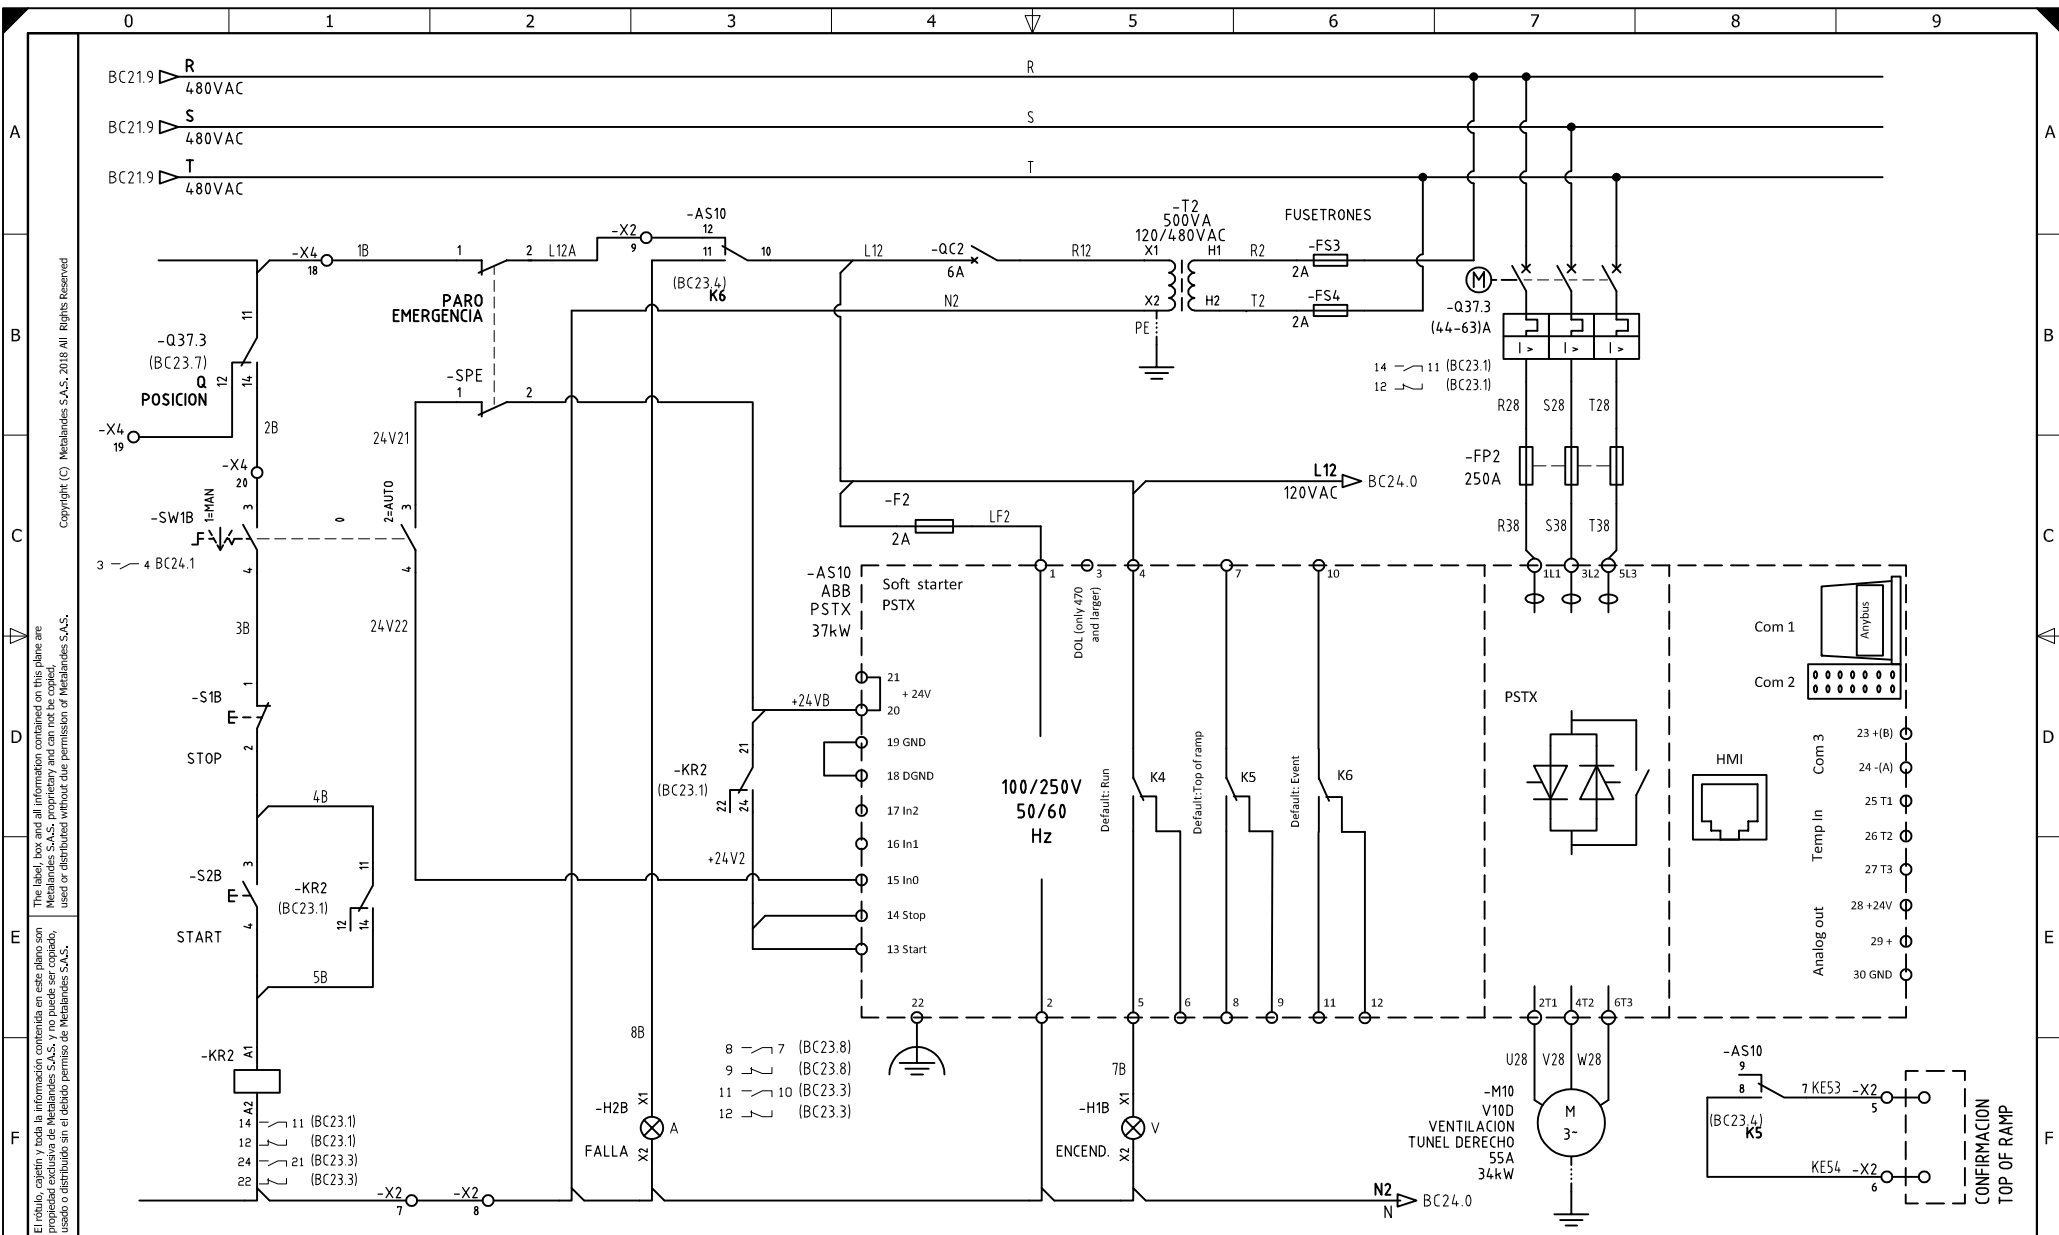 0 1 2 3 4 5 6 7 8 9
A
B
C
D
E
F
A
B
C
D
E
F
Copyright (C) Metalandes S.A.S. 2018 All Rights Reserved
The label, box and all information contained on this plane are
Metalandes S.A.S. proprietary and can not be copied,
used or distributed without due permission of Metalandes S.A.S.
El rótulo, cajetín y toda la información contenida en este plano son
propiedad exclusiva de Metalandes S.A.S. y no puede ser copiado,
usado o distribuido sin el debido permiso de Metalandes S.A.S.
BC21.9 R
480VAC
R
BC21.9 S
480VAC
S
BC21.9 T
480VAC
T
-X4
18
1B
1 2
L12A
PARO
EMERGENCIA
-X2
9
-AS10
12
11 10
(BC23.4)
K6
L12
-QC2
6A
R12
N2
-T2
500VA
120/480VAC
X1 H1
X2 H2
PE
R2
T2
FUSETRONES
-FS3
2A
-FS4
2A
M
-Q37.3
(44-63)A
I > I > I >
14 11 (BC23.1)
12 (BC23.1)
R28 S28 T28
-FP2
250A
R38 S38 T38
11
-Q37.3
(BC23.7)
Q
POSICION
12
14
-X4
19
2B
-X4
20
-SPE
1 2
24V21
-SW1B
1=MAN
0
2=AUTO
3
4
3
4
3 4 BC24.1
3B
24V22
-S1B
1
2
STOP
4B
-S2B
3
4
START
-KR2
(BC23.1)
11
12
14
5B
-KR2
A1
A2
14 11 (BC23.1)
12 (BC23.1)
24 21 (BC23.3)
22 (BC23.3)
-X2
7
-X2
8
L12
120VAC
BC24.0
-F2
2A
LF2
-AS10
ABB
PSTX
37kW
Soft starter
PSTX
1 3 4 7 10
DOL (only 470
and larger)
1L1 3L2 5L3
+24VB
21
+ 24V
20
19 GND
18 DGND
17 In2
16 In1
15 In0
14 Stop
13 Start
-KR2
(BC23.1)
21
22
24
+24V2
100/250V
50/60
Hz
Default: Run
K4
Default:Top of ramp
K5
Default: Event
K6
PSTX
HMI
Com 1
Anybus
Com 2
Com 3
23 +(B)
24 -(A)
Temp In
25 T1
26 T2
27 T3
Analog out
28 +24V
29 +
30 GND
22 2 5 6 8 9 11 12
2T1 4T2 6T3
8B
8 7 (BC23.8)
9 (BC23.8)
11 10 (BC23.3)
12 (BC23.3)
-H2B
X1
A
X2
FALLA
7B
-H1B
X1
V
X2
ENCEND.
N2
N
BC24.0
U28 V28 W28
-M10
V10D
VENTILACION
TUNEL DERECHO
55A
34kW
M
3~
-AS10
9
8 7
(BC23.4)
K5
KE53
-X2
5
KE54
-X2
6
CONFIRMACION
TOP OF RAMP